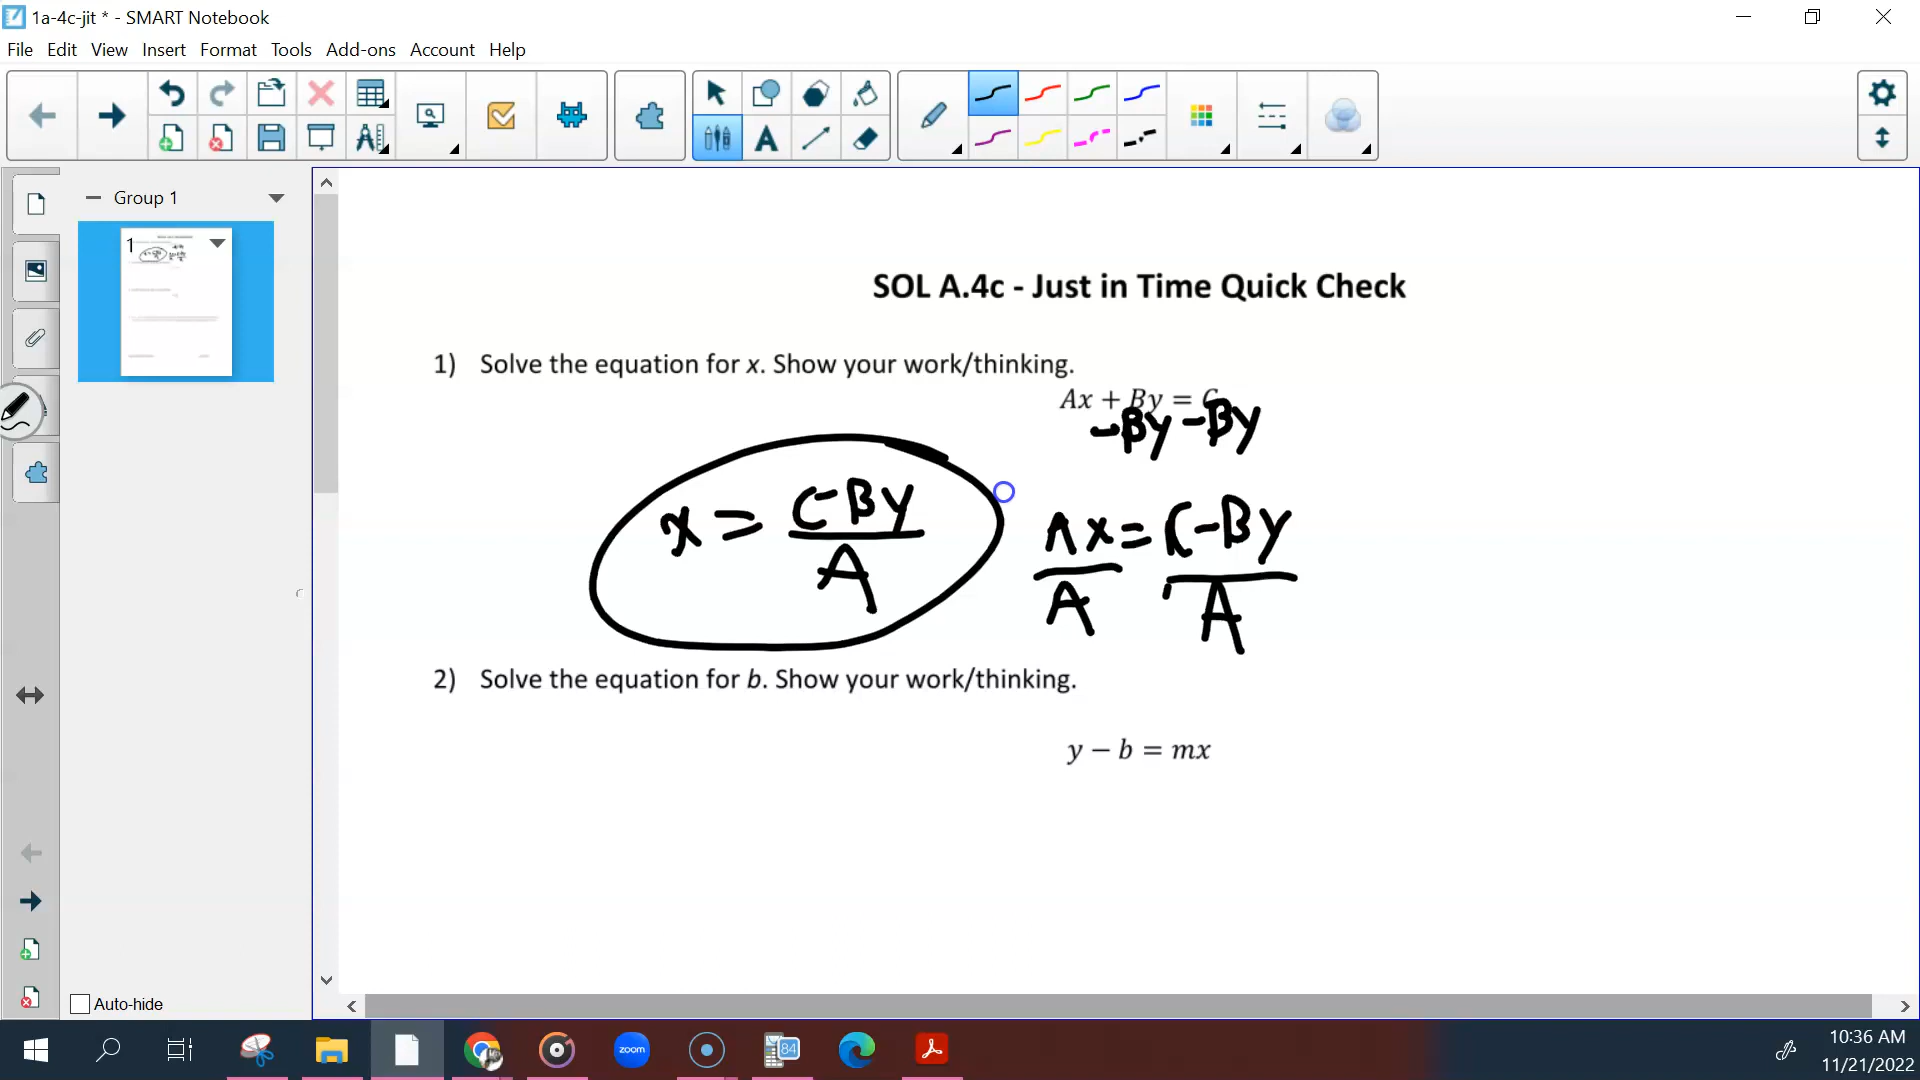 1a-4c-jit * - SMART Notebook
File Edit View Insert Format Tools Add-ons Account Help
Group 1
1
SOL A.4c - Just in Time Quick Check
1) Solve the equation for x. Show your work/thinking.
Ax + By = C
-By -By
x = C-By / A
Ax = C-By
A A
2) Solve the equation for b. Show your work/thinking.
y − b = mx
Auto-hide
zoom
84
10:36 AM
11/21/2022